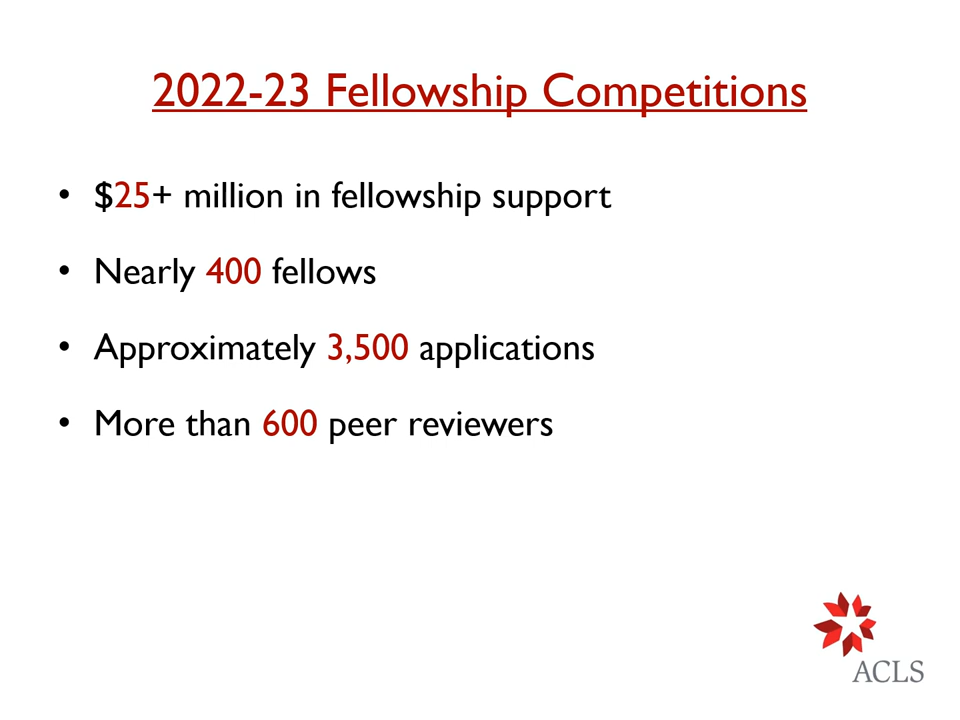 2022-23 Fellowship Competitions
• $25+ million in fellowship support
• Nearly 400 fellows
• Approximately 3,500 applications
• More than 600 peer reviewers
ACLS